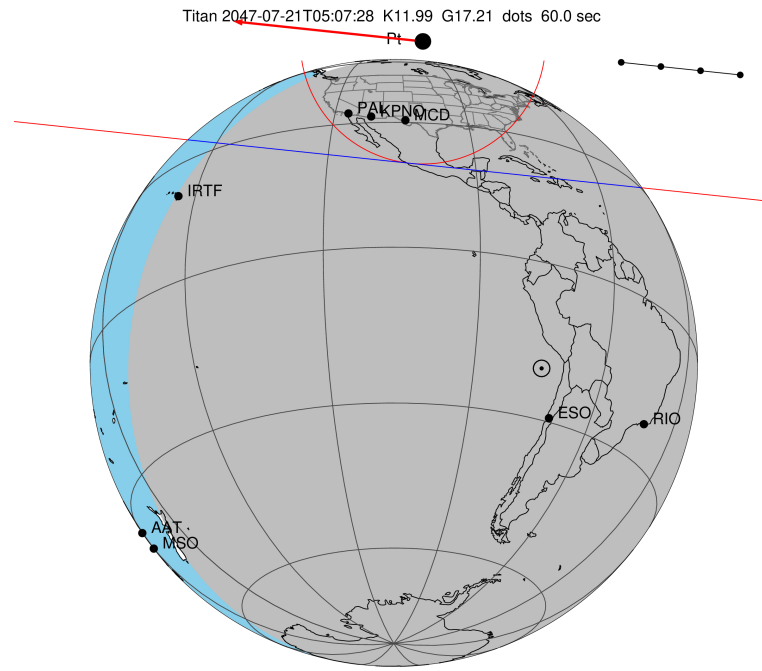 Titan 2047-07-21T05:07:28 K11.99 G17.21 dots 60.0 sec
Pt
PAL
KPNO
MCD
IRTF
ESO
RIO
AAT
MSO